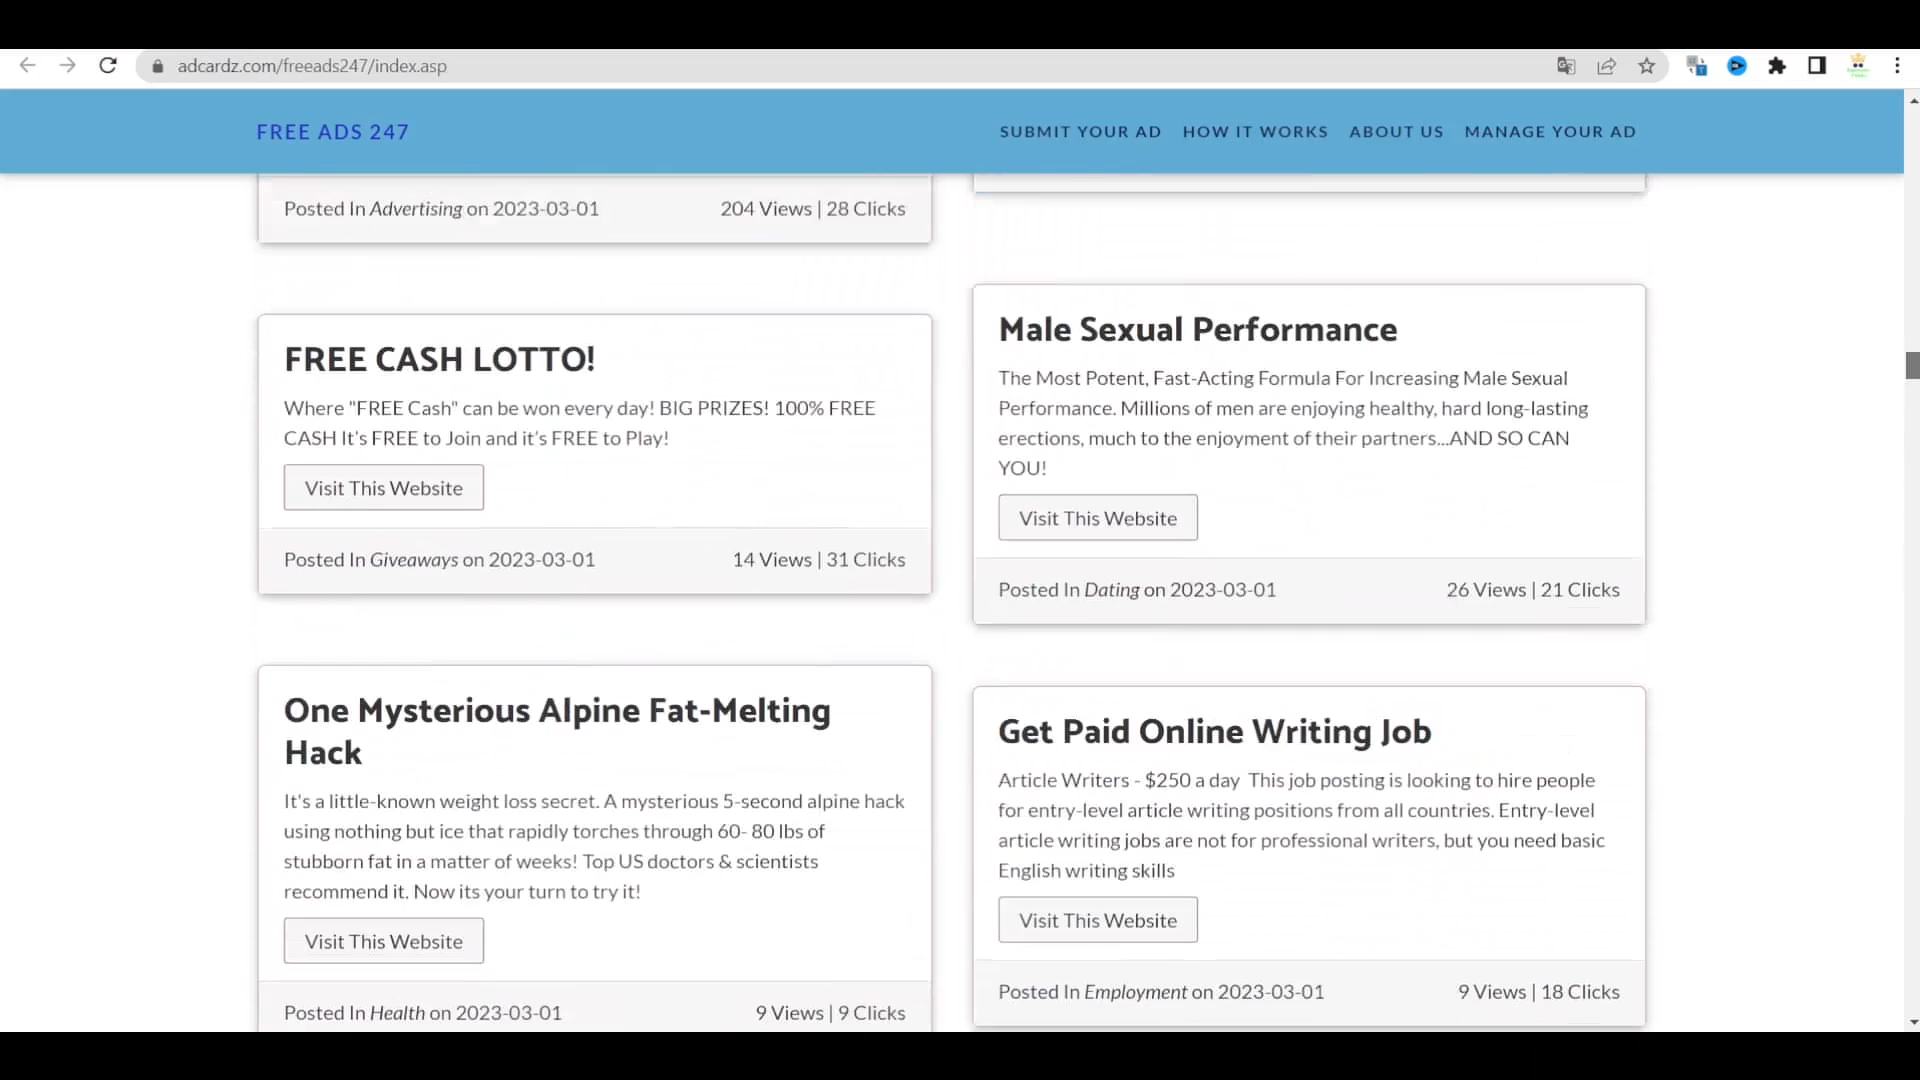 adcardz.com/freeads247/index.asp
FREE ADS 247
SUBMIT YOUR AD
HOW IT WORKS
ABOUT US
MANAGE YOUR AD
Posted In Advertising on 2023-03-01
204 Views | 28 Clicks
FREE CASH LOTTO!
Where "FREE Cash" can be won every day! BIG PRIZES! 100% FREE
CASH It's FREE to Join and it's FREE to Play!
Visit This Website
Posted In Giveaways on 2023-03-01
14 Views | 31 Clicks
Male Sexual Performance
The Most Potent, Fast-Acting Formula For Increasing Male Sexual
Performance. Millions of men are enjoying healthy, hard long-lasting
erections, much to the enjoyment of their partners...AND SO CAN
YOU!
Visit This Website
Posted In Dating on 2023-03-01
26 Views | 21 Clicks
One Mysterious Alpine Fat-Melting
Hack
It's a little-known weight loss secret. A mysterious 5-second alpine hack
using nothing but ice that rapidly torches through 60- 80 lbs of
stubborn fat in a matter of weeks! Top US doctors & scientists
recommend it. Now its your turn to try it!
Visit This Website
Posted In Health on 2023-03-01
9 Views | 9 Clicks
Get Paid Online Writing Job
Article Writers - $250 a day  This job posting is looking to hire people
for entry-level article writing positions from all countries. Entry-level
article writing jobs are not for professional writers, but you need basic
English writing skills
Visit This Website
Posted In Employment on 2023-03-01
9 Views | 18 Clicks